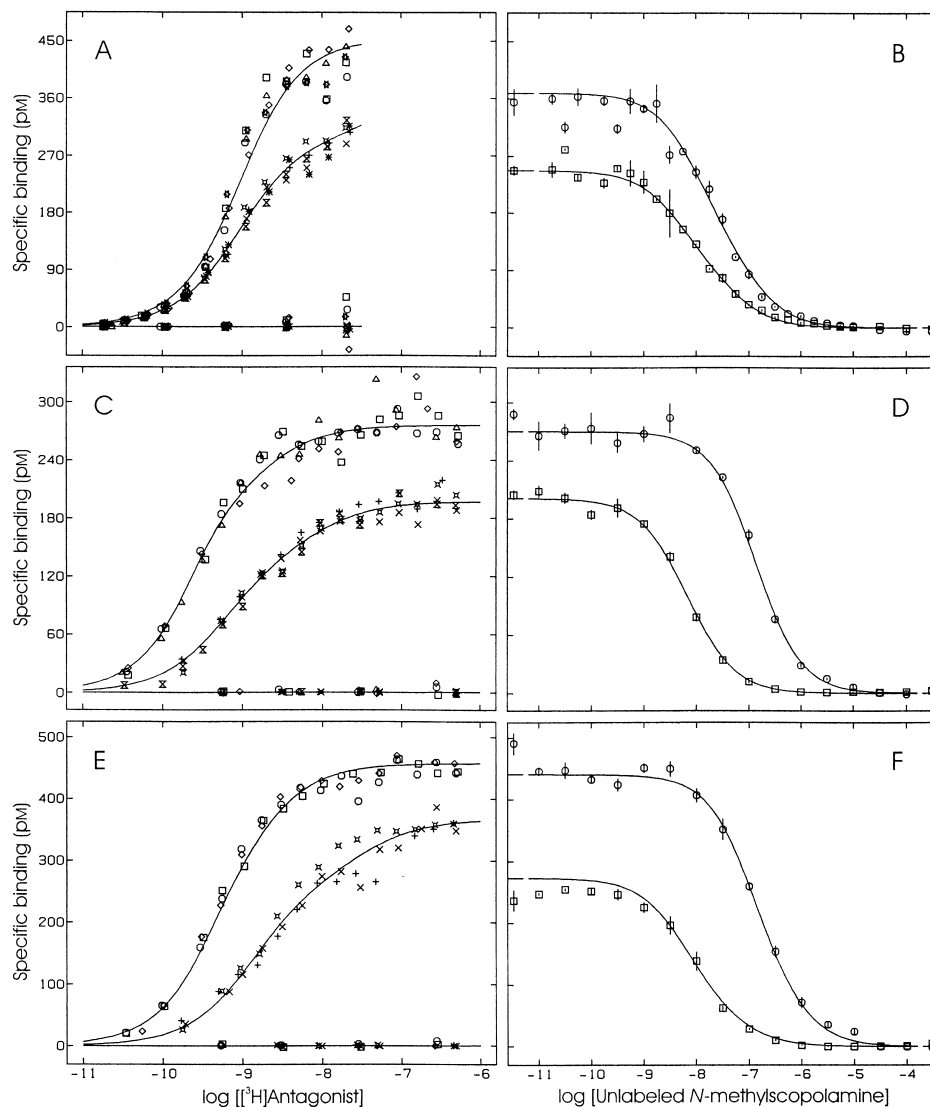 A
B
Specific binding (pM)
450
360
270
180
90
0
C
D
Specific binding (pM)
300
240
180
120
60
0
E
F
Specific binding (pM)
500
400
300
200
100
0
-11 -10 -9 -8 -7 -6
-11 -10 -9 -8 -7 -6 -5 -4
log [[³H]Antagonist]
log [Unlabeled N-methylscopolamine]